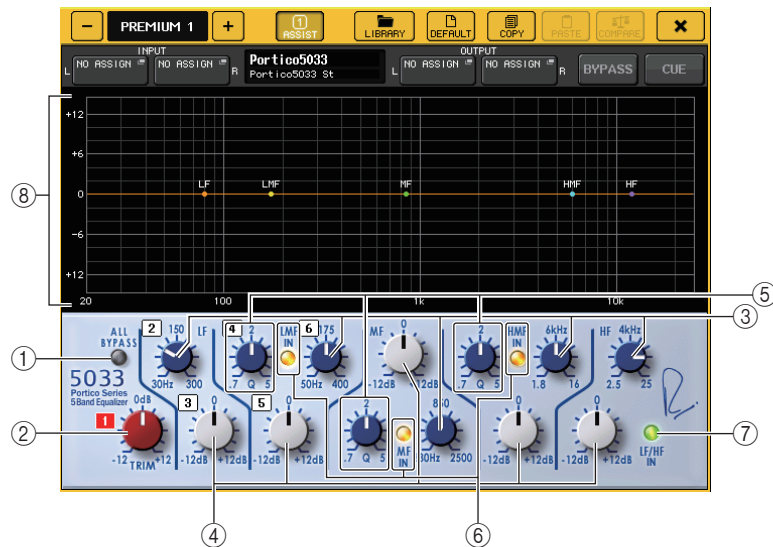 PREMIUM 1
1
ASSIST
LIBRARY
DEFAULT
COPY
PASTE
COMPARE
INPUT
L
NO ASSIGN
NO ASSIGN
R
Portico5033
Portico5033 St
OUTPUT
L
NO ASSIGN
NO ASSIGN
R
BYPASS
CUE
+12
+6
0
-6
-12
+12
LF
LMF
MF
HMF
HF
20
100
1k
10k
8
5
3
1
2
7
4
6
ALL
BYPASS
5033
Portico Series
5Band Equalizer
1
0dB
-12
+12
TRIM
2
150
LF
30Hz
300
3
0
-12dB
+12dB
4
2
.7
Q
5
LMF
IN
5
0
-12dB
+12dB
6
175
50Hz
400
MF
0
-12dB
12dB
2
.7
Q
5
MF
IN
850
80Hz
2500
2
.7
Q
5
HMF
IN
6kHz
1.8
16
0
-12dB
+12dB
HF
4kHz
2.5
25
0
-12dB
+12dB
LF/HF
IN